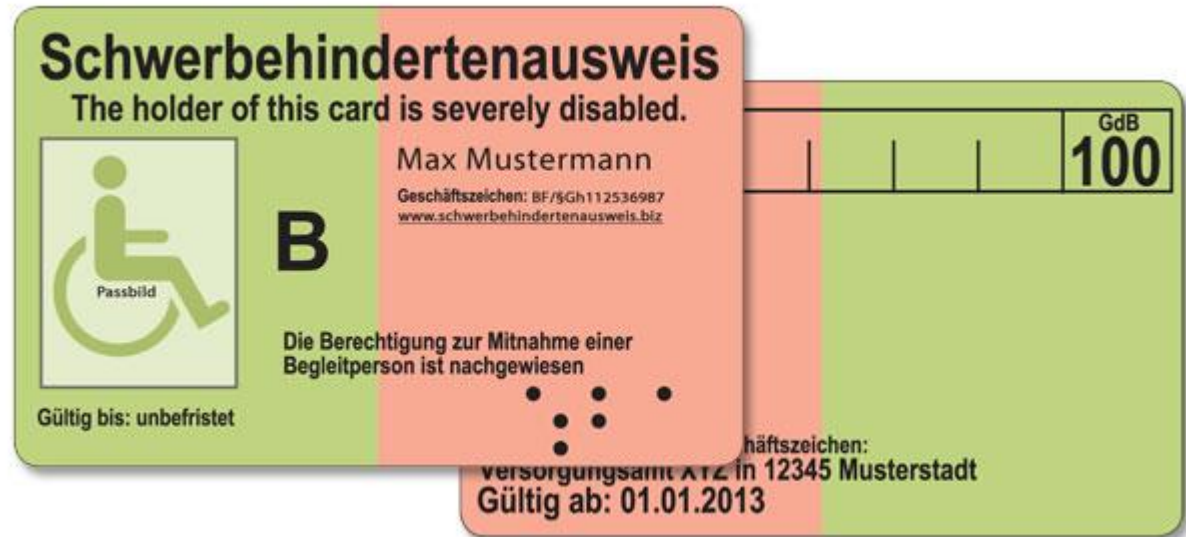 Schwerbehindertenausweis
The holder of this card is severely disabled.
Max Mustermann
Geschäftszeichen: BF/§Gh112536987
www.schwerbehindertenausweis.biz
B
Passbild
Die Berechtigung zur Mitnahme einer
Begleitperson ist nachgewiesen
Gültig bis: unbefristet
GdB
100
häftszeichen:
Versorgungsamt XYZ in 12345 Musterstadt
Gültig ab: 01.01.2013